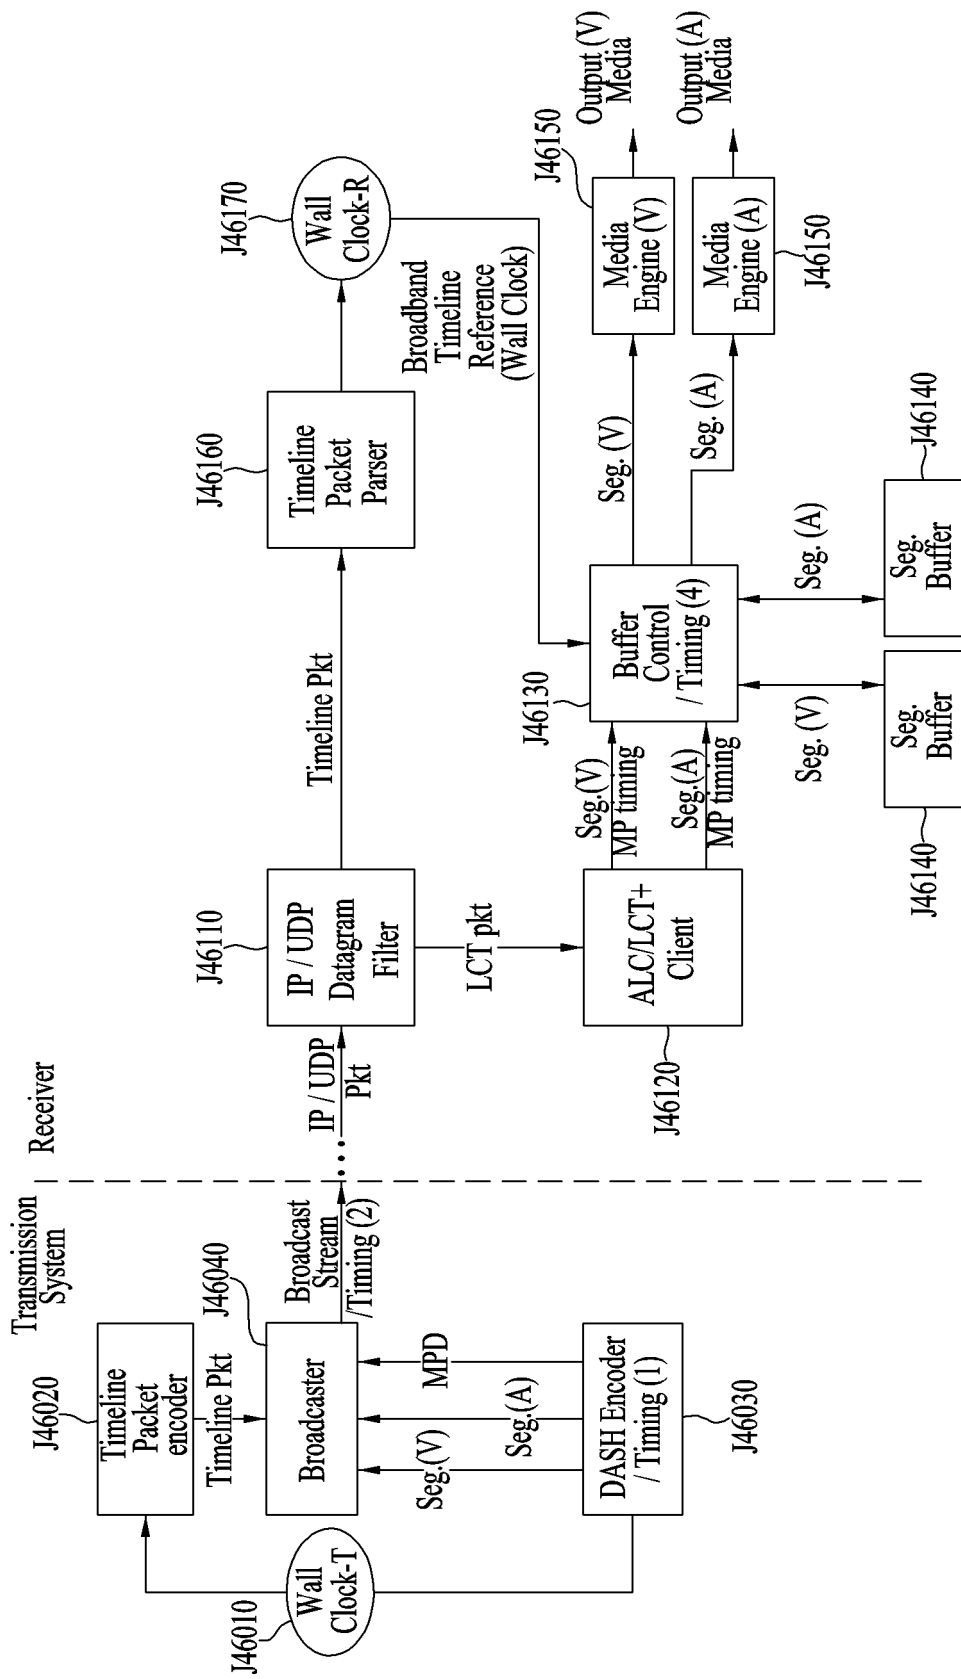 Transmission
System
Receiver
J46020
Timeline
Packet
encoder
Timeline Pkt
J46010
Wall
Clock-T
J46040
Broadcaster
Broadcast
Stream
/Timing (2)
Seg.(V)
Seg.(A)
MPD
DASH Encoder
/ Timing (1)
J46030
IP / UDP
Pkt
J46110
IP / UDP
Datagram
Filter
Timeline Pkt
J46160
Timeline
Packet
Parser
J46170
Wall
Clock-R
Broadband
Timeline
Reference
(Wall Clock)
LCT pkt
ALC/LCT+
Client
J46120
Seg.(V)
MP timing
Seg.(A)
MP timing
J46130
Buffer
Control
/ Timing (4)
Seg. (V)
Seg. (A)
J46150
Media
Engine (V)
Output (V)
Media
Media
Engine (A)
J46150
Output (A)
Media
Seg. (V)
Seg. (A)
J46140
Seg.
Buffer
Seg.
Buffer
J46140